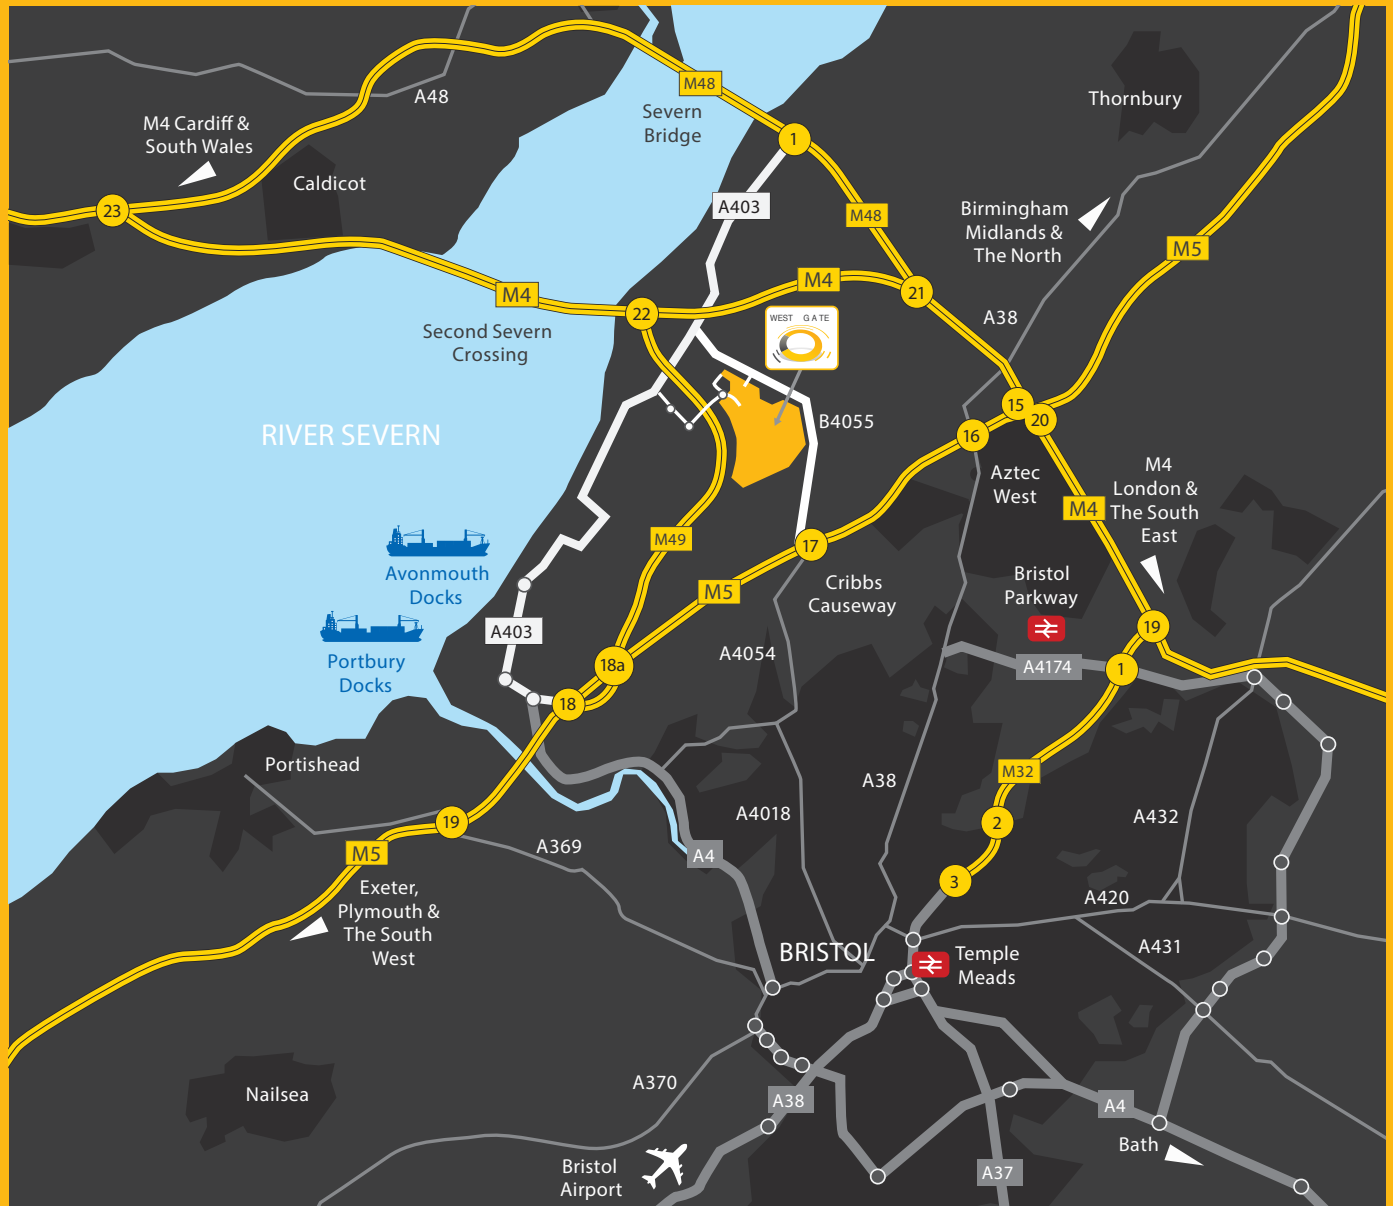 M48
A48
Thornbury
Severn
Bridge
M4 Cardiff &
South Wales
1
Caldicot
23
A403
M48
Birmingham
Midlands &
The North
M5
M4
M4
21
22
A38
WEST GATE
Second Severn
Crossing
15
20
B4055
16
RIVER SEVERN
Aztec
West
M4
London &
The South
East
M4
M49
17
Avonmouth
Docks
Bristol
Parkway
Cribbs
Causeway
M5
A403
19
A4054
18a
A4174
1
Portbury
Docks
18
Portishead
M32
A38
A4018
A432
2
19
A369
M5
A4
3
Exeter,
Plymouth &
The South
West
A420
A431
BRISTOL
Temple
Meads
A370
Nailsea
A38
A4
Bath
Bristol
Airport
A37